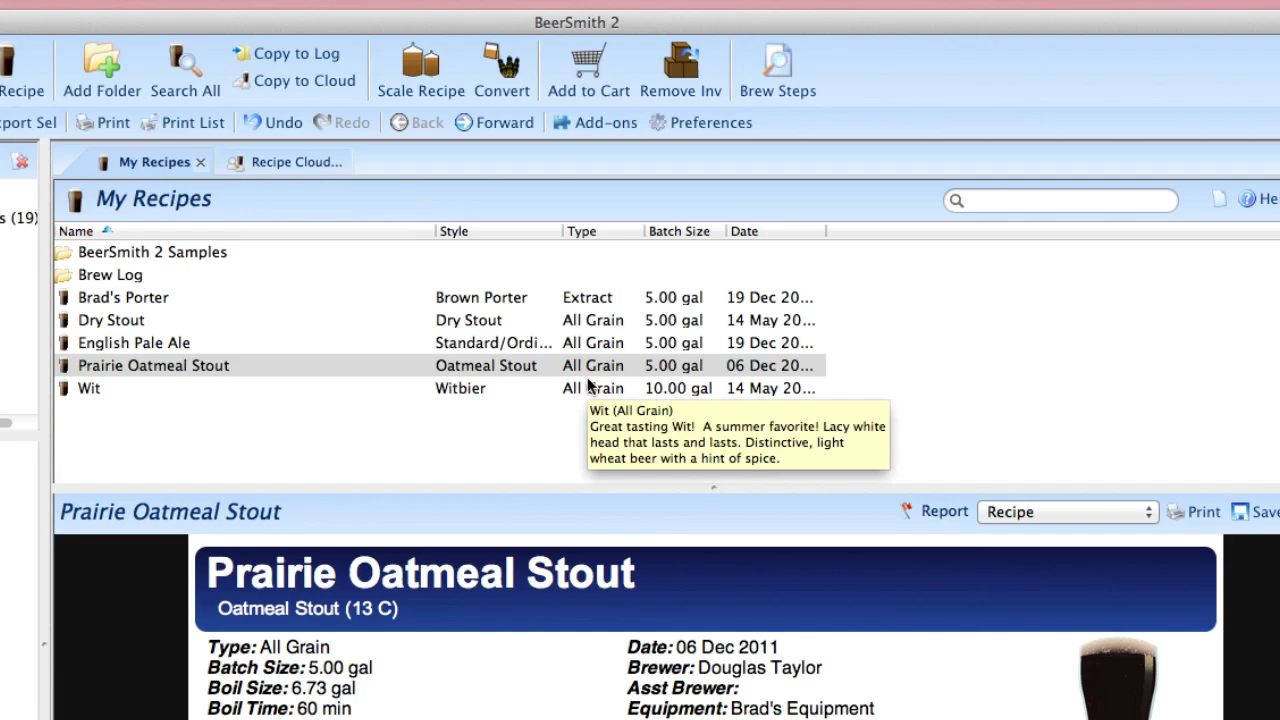 BeerSmith 2
Recipe
Add Folder
Search All
Copy to Log
Copy to Cloud
Scale Recipe
Convert
Add to Cart
Remove Inv
Brew Steps
port Sel
Print
Print List
Undo
Redo
Back
Forward
Add-ons
Preferences
My Recipes
Recipe Cloud...
s (19)
My Recipes
He
Name Style Type Batch Size Date
BeerSmith 2 Samples
Brew Log
Brad's Porter Brown Porter Extract 5.00 gal 19 Dec 20...
Dry Stout Dry Stout All Grain 5.00 gal 14 May 20...
English Pale Ale Standard/Ordi... All Grain 5.00 gal 19 Dec 20...
Prairie Oatmeal Stout Oatmeal Stout All Grain 5.00 gal 06 Dec 20...
Wit Witbier All Grain 10.00 gal 14 May 20...
Wit (All Grain)
Great tasting Wit! A summer favorite! Lacy white
head that lasts and lasts. Distinctive, light
wheat beer with a hint of spice.
Prairie Oatmeal Stout
Report
Recipe
Print
Save
Prairie Oatmeal Stout
Oatmeal Stout (13 C)
Type: All Grain
Batch Size: 5.00 gal
Boil Size: 6.73 gal
Boil Time: 60 min
Date: 06 Dec 2011
Brewer: Douglas Taylor
Asst Brewer:
Equipment: Brad's Equipment